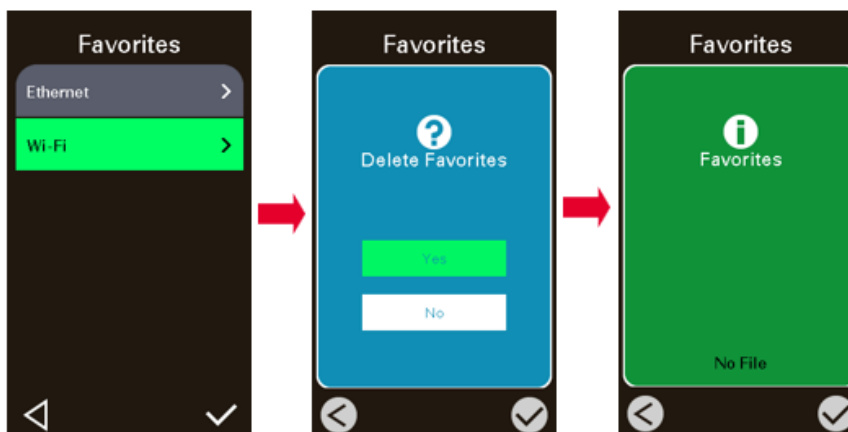 Favorites
Ethernet
Wi-Fi
Favorites
Delete Favorites
Yes
No
Favorites
Favorites
No File